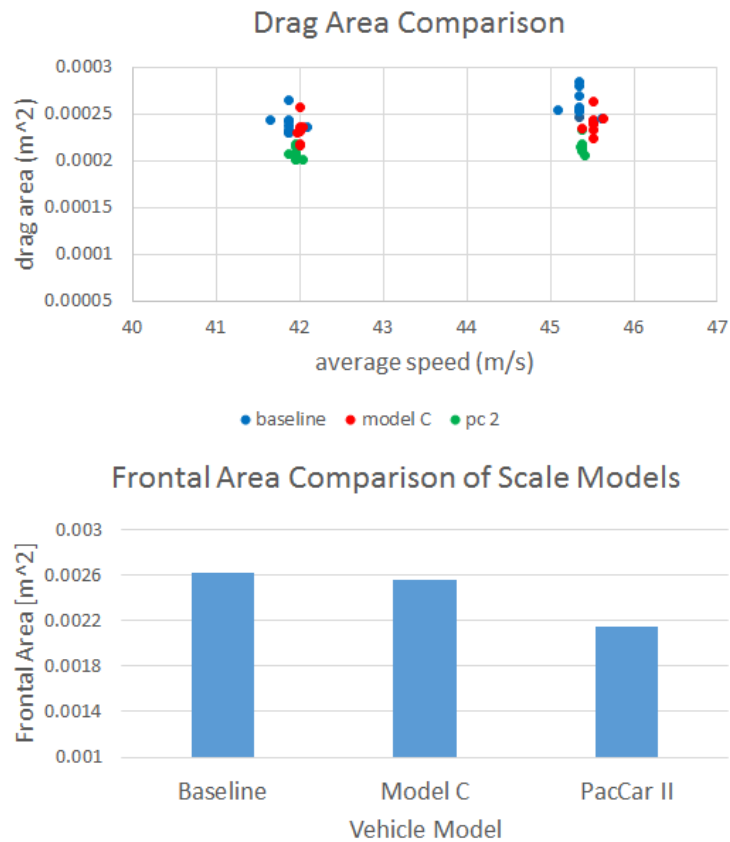 Drag Area Comparison
drag area (m^2)
0.0003
0.00025
0.0002
0.00015
0.0001
0.00005
40 41 42 43 44 45 46 47
average speed (m/s)
baseline model C pc 2
Frontal Area Comparison of Scale Models
Frontal Area [m^2]
0.003
0.0026
0.0022
0.0018
0.0014
0.001
Baseline Model C PacCar II
Vehicle Model